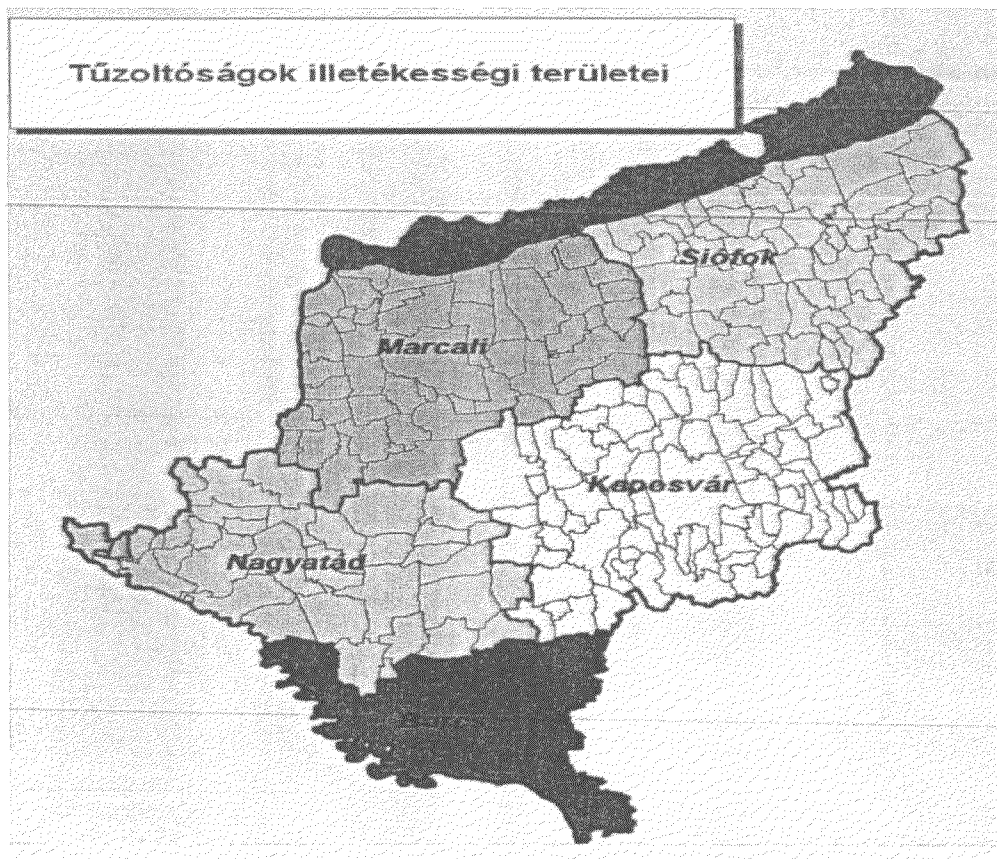 Tűzoltóságok illetékességi területei
Siófok
Marcali
Kaposvár
Nagyatád